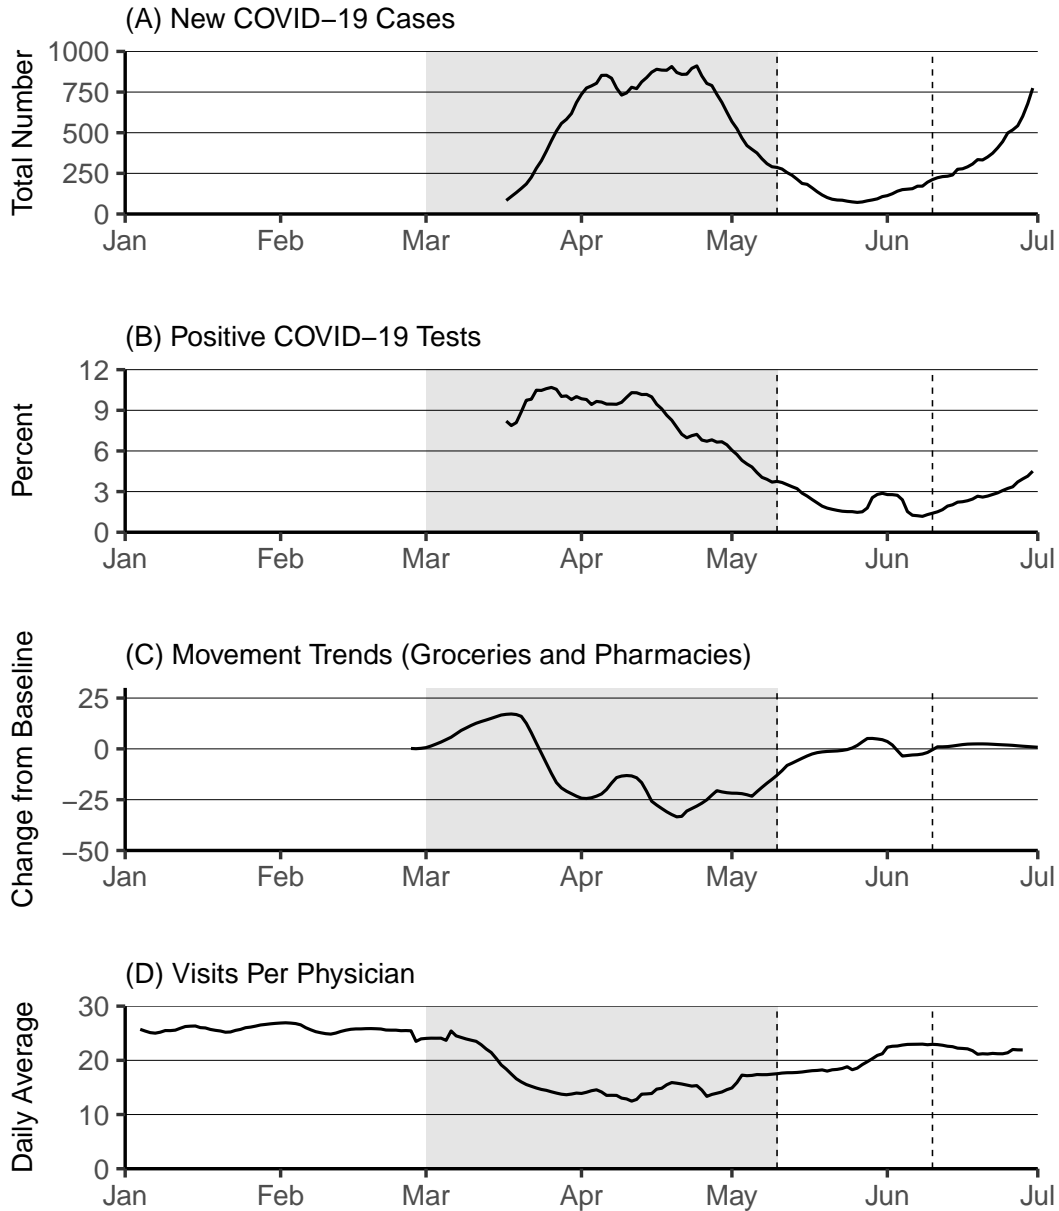 (A) New COVID−19 Cases
Total Number
1000
750
500
250
0
Jan Feb Mar Apr May Jun Jul
(B) Positive COVID−19 Tests
Percent
12
9
6
3
0
Jan Feb Mar Apr May Jun Jul
(C) Movement Trends (Groceries and Pharmacies)
Change from Baseline
25
0
−25
−50
Jan Feb Mar Apr May Jun Jul
(D) Visits Per Physician
Daily Average
30
20
10
0
Jan Feb Mar Apr May Jun Jul